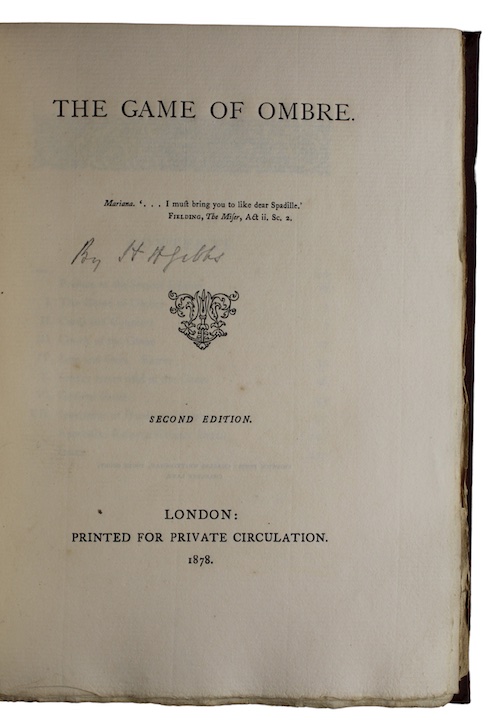 THE GAME OF OMBRE.
Mariana. '. . . I muſt bring you to like dear Spadille.'
FIELDING, The Miſer, Act ii. Sc. 2.
By H H Gibbs
SECOND EDITION.
LONDON:
PRINTED FOR PRIVATE CIRCULATION.
1878.